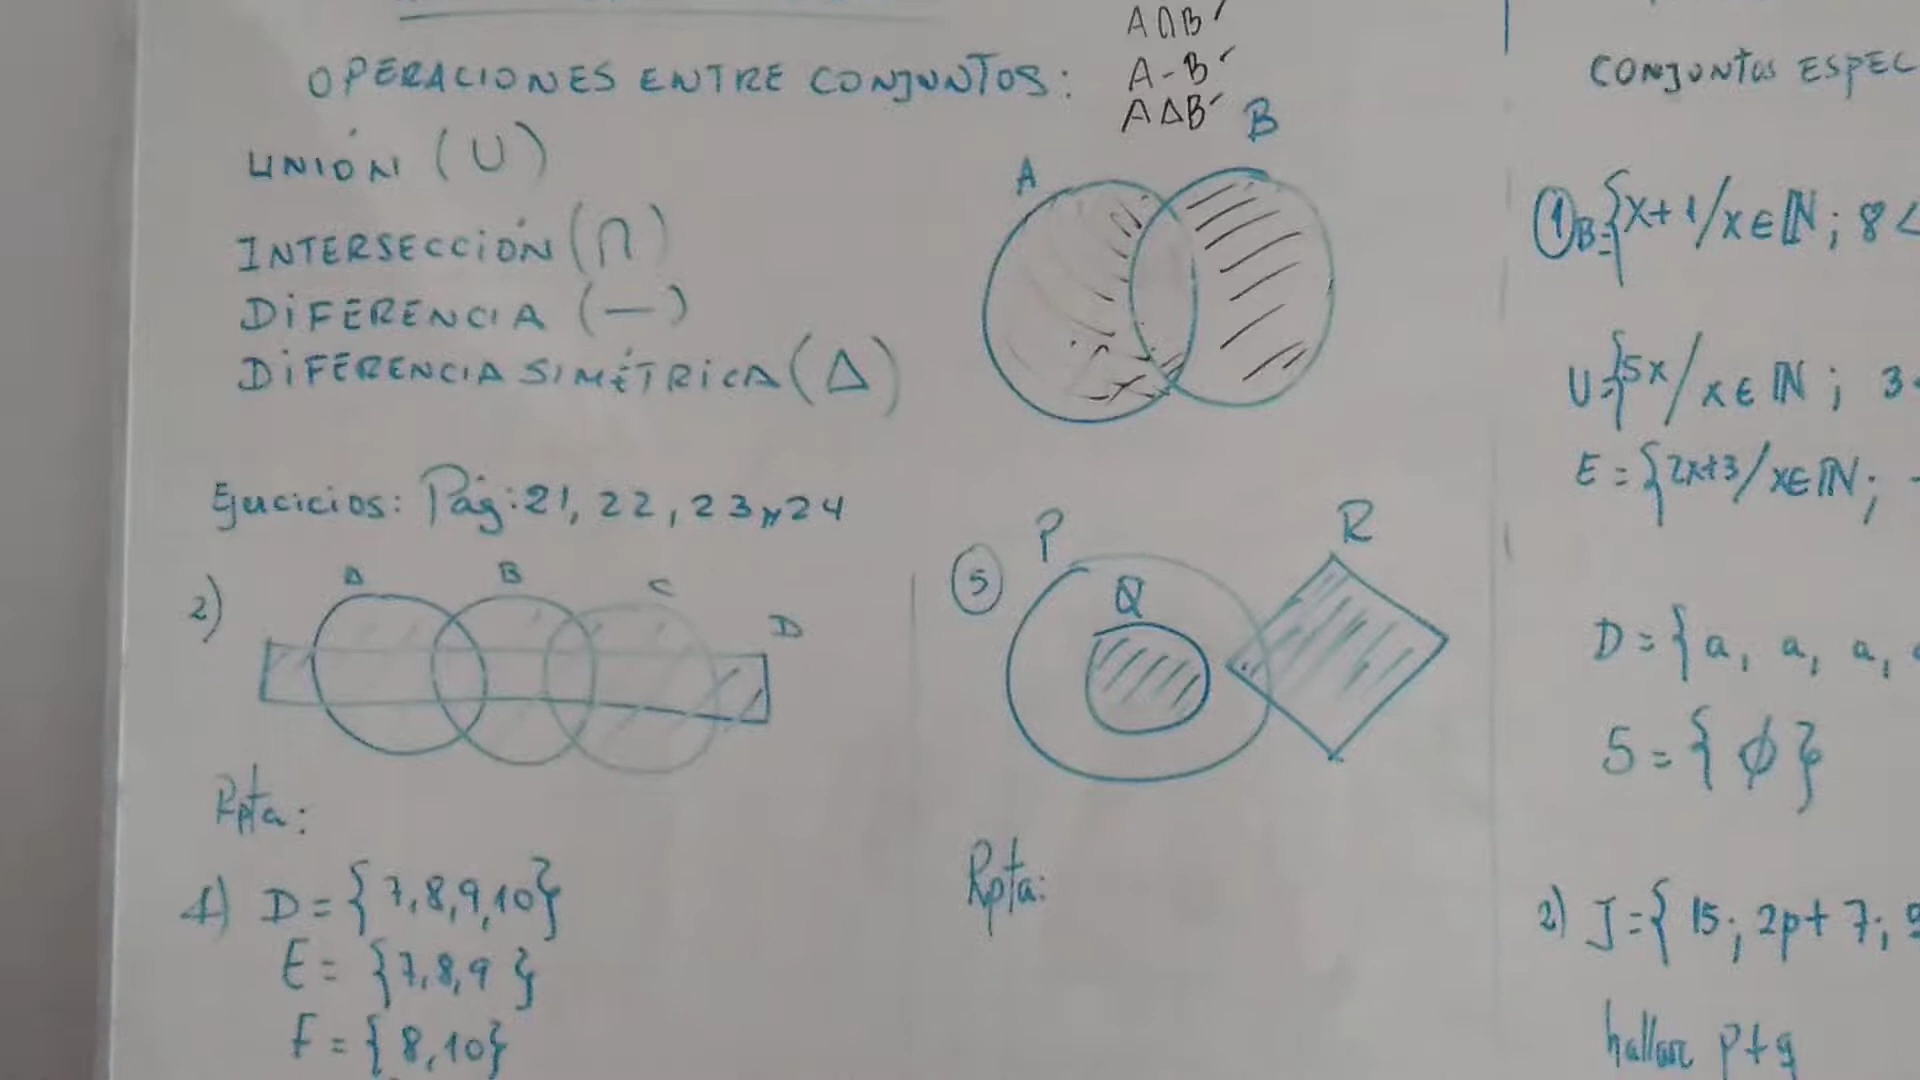 OPERACIONES ENTRE CONJUNTOS:
A∩B
A-B
AΔB
UNIÓN (U)
INTERSECCIÓN (∩)
DIFERENCIA (—)
DIFERENCIA SIMÉTRICA (Δ)
A B
Ejercicios: Pág: 21, 22, 23 y 24
2) A B C D
Rpta:
4) D = {7,8,9,10}
E = {7,8,9}
F = {8,10}
5 P Q R
Rpta:
CONJUNTOS ESPEC
1 B={x+1/x∈ℕ; 8<
U={5x/x∈ℕ; 3
E={2x+3/x∈ℕ;
D={a, a, a,
S={ϕ}
2) J={15; 2p+7;
hallar p+q